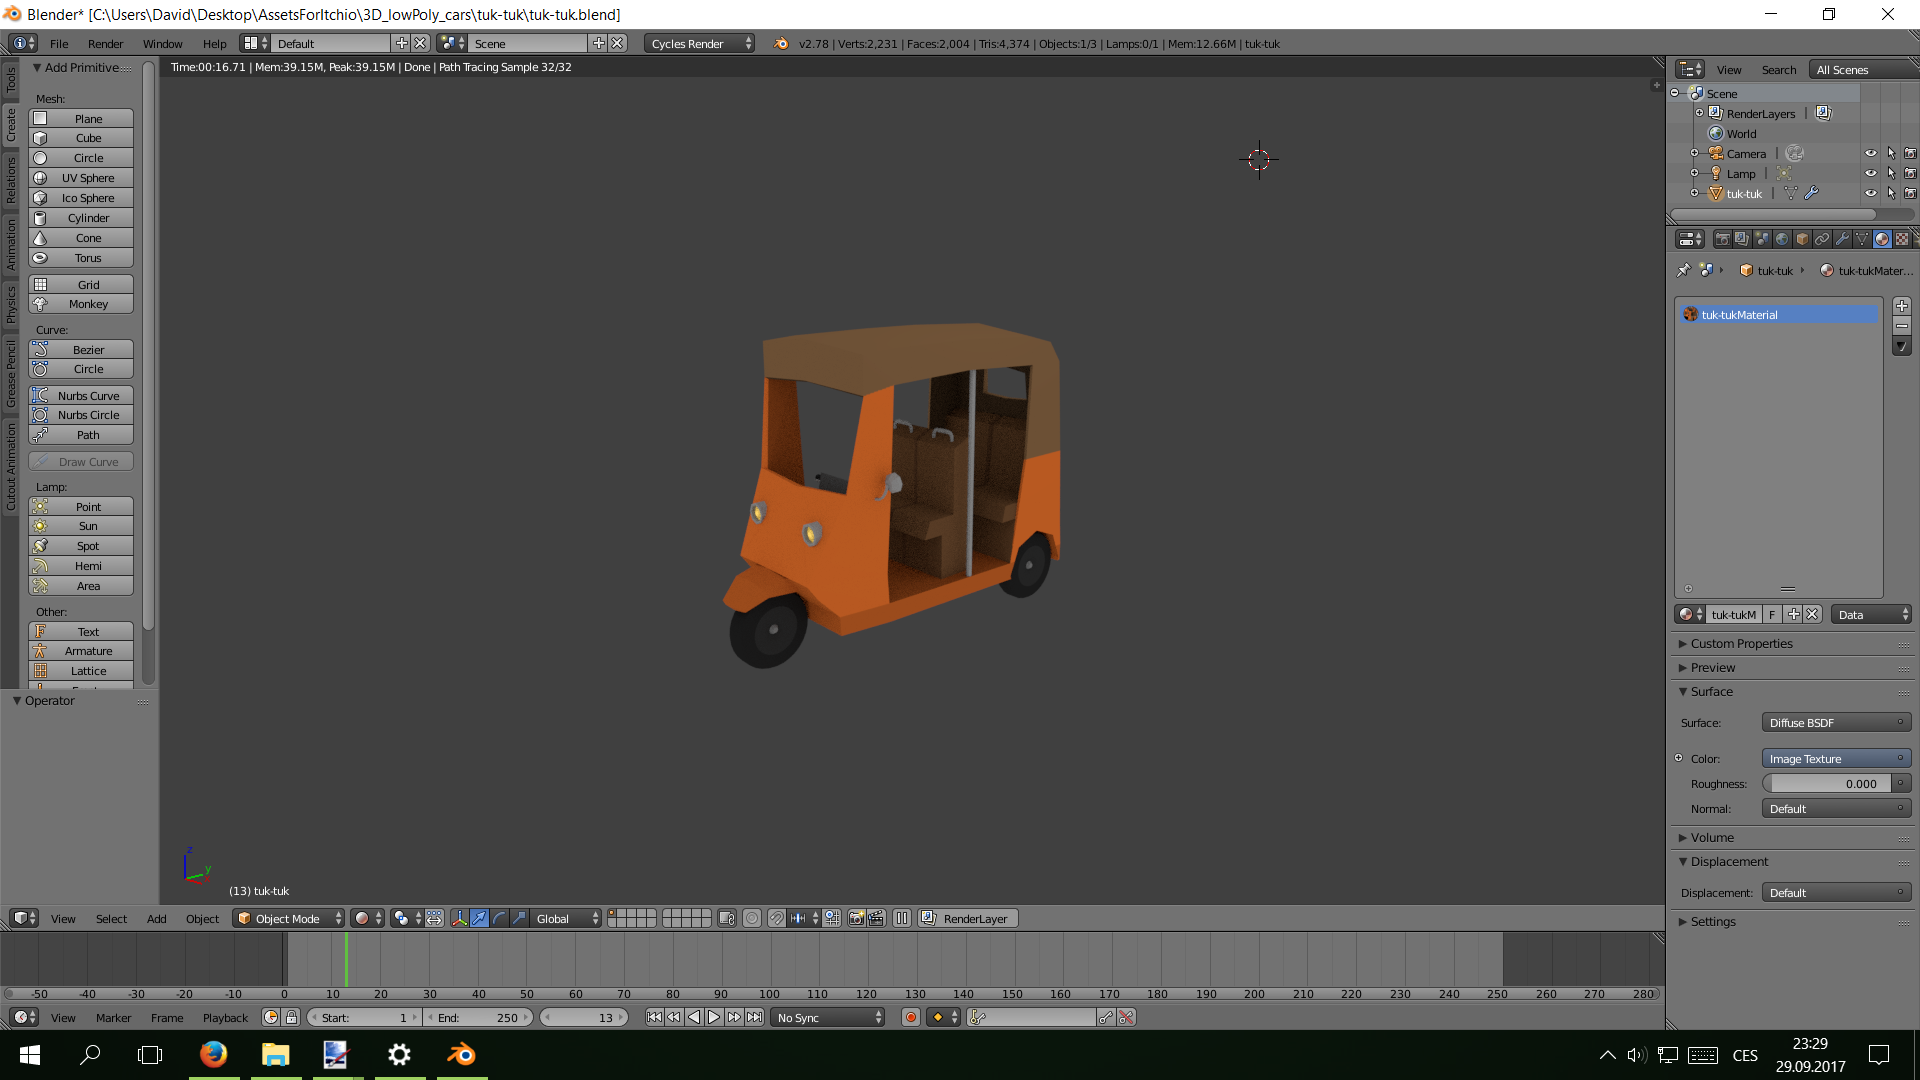 Blender* [C:\Users\David\Desktop\AssetsForItchio\3D_lowPoly_cars\tuk-tuk\tuk-tuk.blend]
File Render Window Help Default Scene Cycles Render v2.78 | Verts:2,231 | Faces:2,004 | Tris:4,374 | Objects:1/3 | Lamps:0/1 | Mem:12.66M | tuk-tuk
Time:00:16.71 | Mem:39.15M, Peak:39.15M | Done | Path Tracing Sample 32/32
Tools
Create
Relations
Animation
Physics
Grease Pencil
Cutout Animation
Add Primitive
Mesh:
Plane
Cube
Circle
UV Sphere
Ico Sphere
Cylinder
Cone
Torus
Grid
Monkey
Curve:
Bezier
Circle
Nurbs Curve
Nurbs Circle
Path
Draw Curve
Lamp:
Point
Sun
Spot
Hemi
Area
Other:
Text
Armature
Lattice
Operator
z
y
(13) tuk-tuk
View Search All Scenes
Scene
RenderLayers |
World
Camera |
Lamp |
tuk-tuk |
tuk-tuk tuk-tukMater...
tuk-tukMaterial
tuk-tukM F Data
Custom Properties
Preview
Surface
Surface: Diffuse BSDF
Color: Image Texture
Roughness: 0.000
Normal: Default
Volume
Displacement
Displacement: Default
Settings
View Select Add Object Object Mode Global RenderLayer
-50 -40 -30 -20 -10 0 10 20 30 40 50 60 70 80 90 100 110 120 130 140 150 160 170 180 190 200 210 220 230 240 250 260 270 280
View Marker Frame Playback Start: 1 End: 250 13 No Sync
CES
23:29
29.09.2017